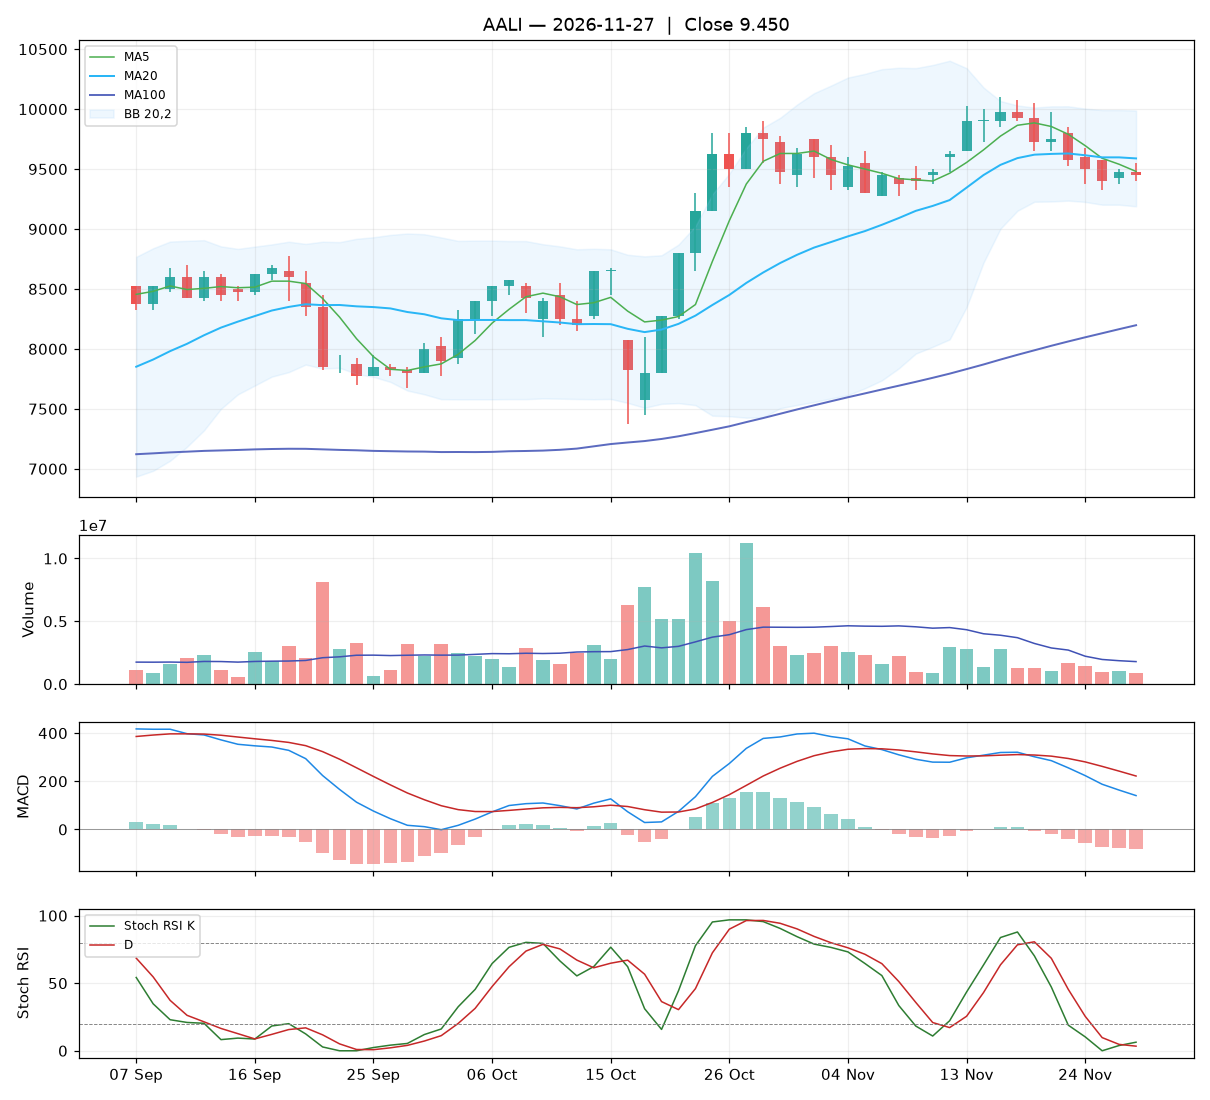 AALI — 2026-11-27 | Close 9.450
10500
10000
9500
9000
8500
8000
7500
7000
MA5
MA20
MA100
BB 20,2
1e7
1.0
0.5
0.0
Volume
400
200
0
MACD
100
50
0
Stoch RSI
Stoch RSI K
D
07 Sep
16 Sep
25 Sep
06 Oct
15 Oct
26 Oct
04 Nov
13 Nov
24 Nov